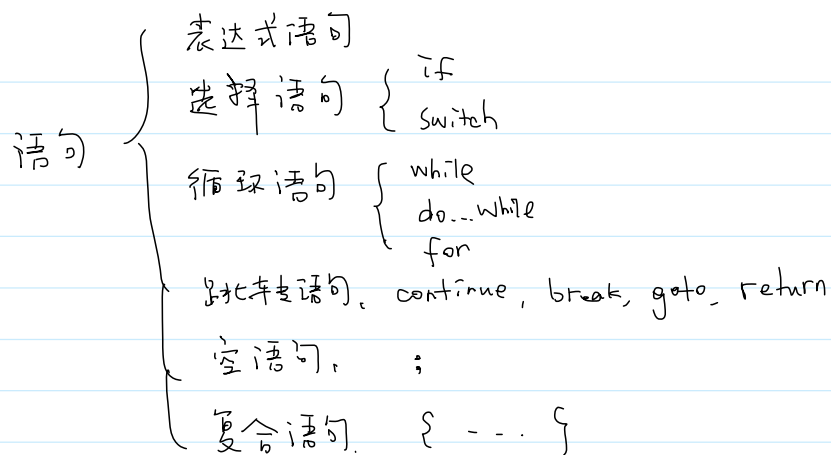 表达式语句
选择语句 { if
switch
语句
循环语句 { while
do...while
for
跳转语句. continue, break, goto. return
空语句. ;
复合语句. { - - - . }